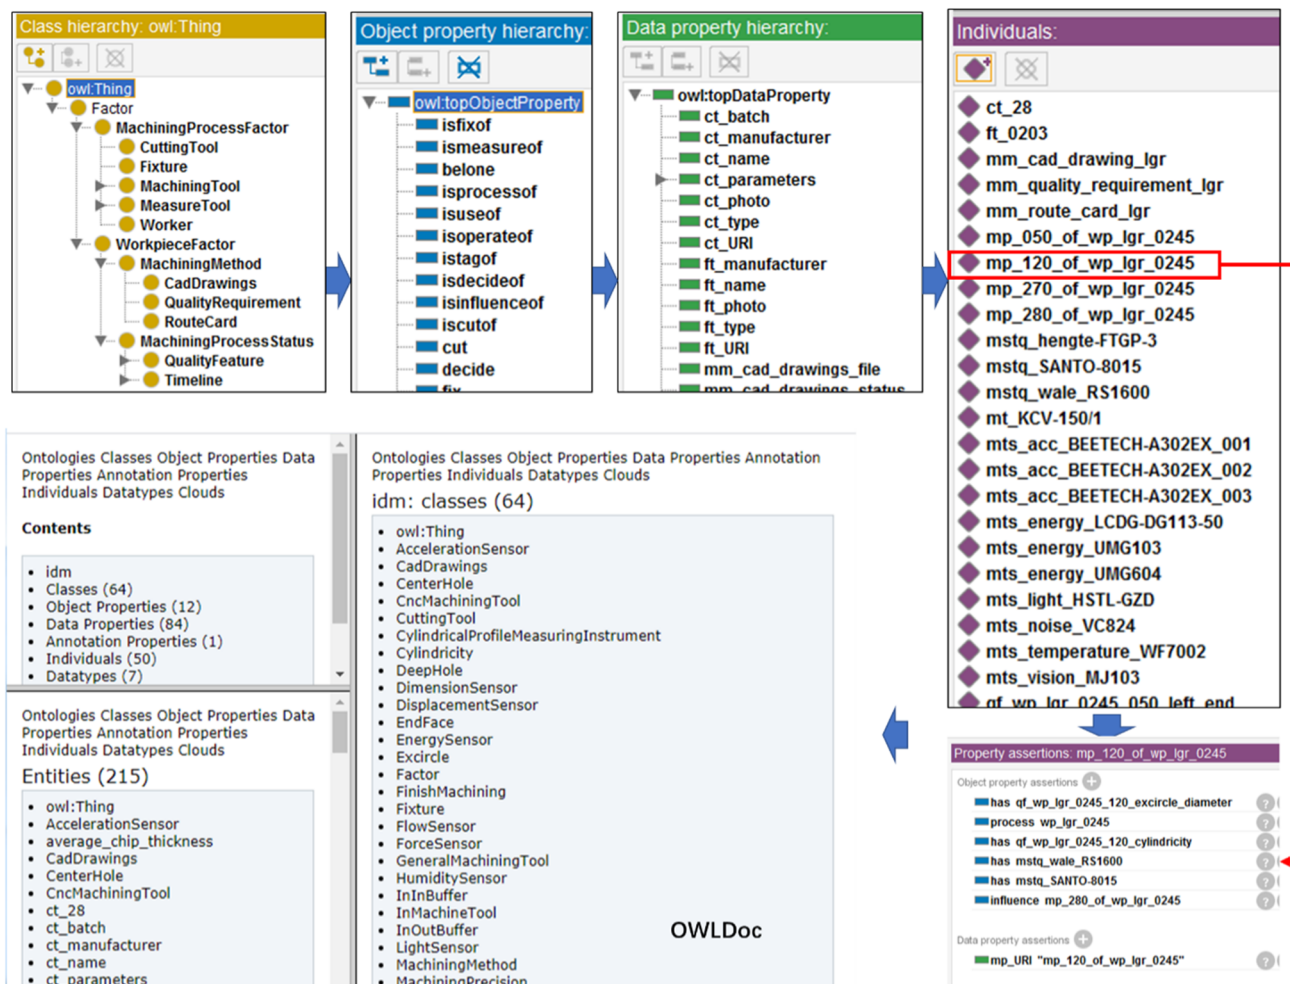 Class hierarchy: owl:Thing
owl:Thing
Factor
MachiningProcessFactor
CuttingTool
Fixture
MachiningTool
MeasureTool
Worker
WorkpieceFactor
MachiningMethod
CadDrawings
QualityRequirement
RouteCard
MachiningProcessStatus
QualityFeature
Timeline
Object property hierarchy:
owl:topObjectProperty
isfixof
ismeasureof
belone
isprocessof
isuseof
isoperateof
istagof
isdecideof
isinfluenceof
iscutof
cut
decide
fix
Data property hierarchy:
owl:topDataProperty
ct_batch
ct_manufacturer
ct_name
ct_parameters
ct_photo
ct_type
ct_URI
ft_manufacturer
ft_name
ft_photo
ft_type
ft_URI
mm_cad_drawings_file
mm_cad_drawings_status
Individuals:
ct_28
ft_0203
mm_cad_drawing_lgr
mm_quality_requirement_lgr
mm_route_card_lgr
mp_050_of_wp_lgr_0245
mp_120_of_wp_lgr_0245
mp_270_of_wp_lgr_0245
mp_280_of_wp_lgr_0245
mstq_hengte-FTGP-3
mstq_SANTO-8015
mstq_wale_RS1600
mt_KCV-150/1
mts_acc_BEETECH-A302EX_001
mts_acc_BEETECH-A302EX_002
mts_acc_BEETECH-A302EX_003
mts_energy_LCDG-DG113-50
mts_energy_UMG103
mts_energy_UMG604
mts_light_HSTL-GZD
mts_noise_VC824
mts_temperature_WF7002
mts_vision_MJ103
qf_wp_lgr_0245_050_left_end
Ontologies Classes Object Properties Data
Properties Annotation Properties
Individuals Datatypes Clouds
Contents
idm
Classes (64)
Object Properties (12)
Data Properties (84)
Annotation Properties (1)
Individuals (50)
Datatypes (7)
Ontologies Classes Object Properties Data
Properties Annotation Properties
Individuals Datatypes Clouds
Entities (215)
owl:Thing
AccelerationSensor
average_chip_thickness
CadDrawings
CenterHole
CncMachiningTool
ct_28
ct_batch
ct_manufacturer
ct_name
ct_parameters
Ontologies Classes Object Properties Data Properties Annotation
Properties Individuals Datatypes Clouds
idm: classes (64)
owl:Thing
AccelerationSensor
CadDrawings
CenterHole
CncMachiningTool
CuttingTool
CylindricalProfileMeasuringInstrument
Cylindricity
DeepHole
DimensionSensor
DisplacementSensor
EndFace
EnergySensor
Excircle
Factor
FinishMachining
Fixture
FlowSensor
ForceSensor
GeneralMachiningTool
HumiditySensor
InInBuffer
InMachineTool
InOutBuffer
LightSensor
MachiningMethod
MachiningPrecision
OWLDoc
Property assertions: mp_120_of_wp_lgr_0245
Object property assertions
has qf_wp_lgr_0245_120_excircle_diameter
process wp_lgr_0245
has qf_wp_lgr_0245_120_cylindricity
has mstq_wale_RS1600
has mstq_SANTO-8015
influence mp_280_of_wp_lgr_0245
Data property assertions
mp_URI "mp_120_of_wp_lgr_0245"